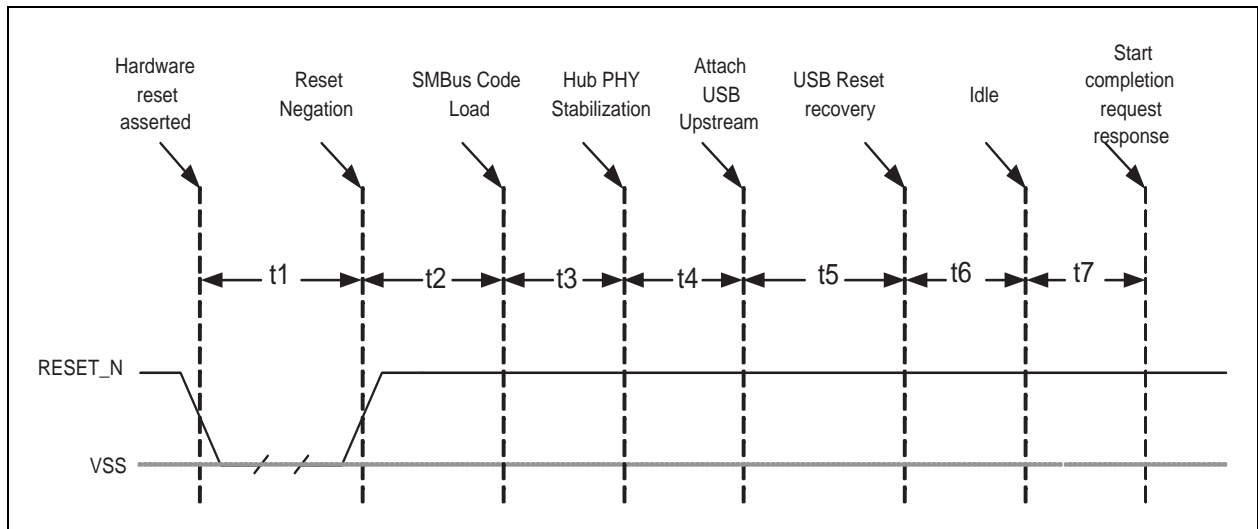 Hardware
reset
asserted
Reset
Negation
SMBus Code
Load
Hub PHY
Stabilization
Attach
USB
Upstream
USB Reset
recovery
Idle
Start
completion
request
response
t1
t2
t3
t4
t5
t6
t7
RESET_N
VSS